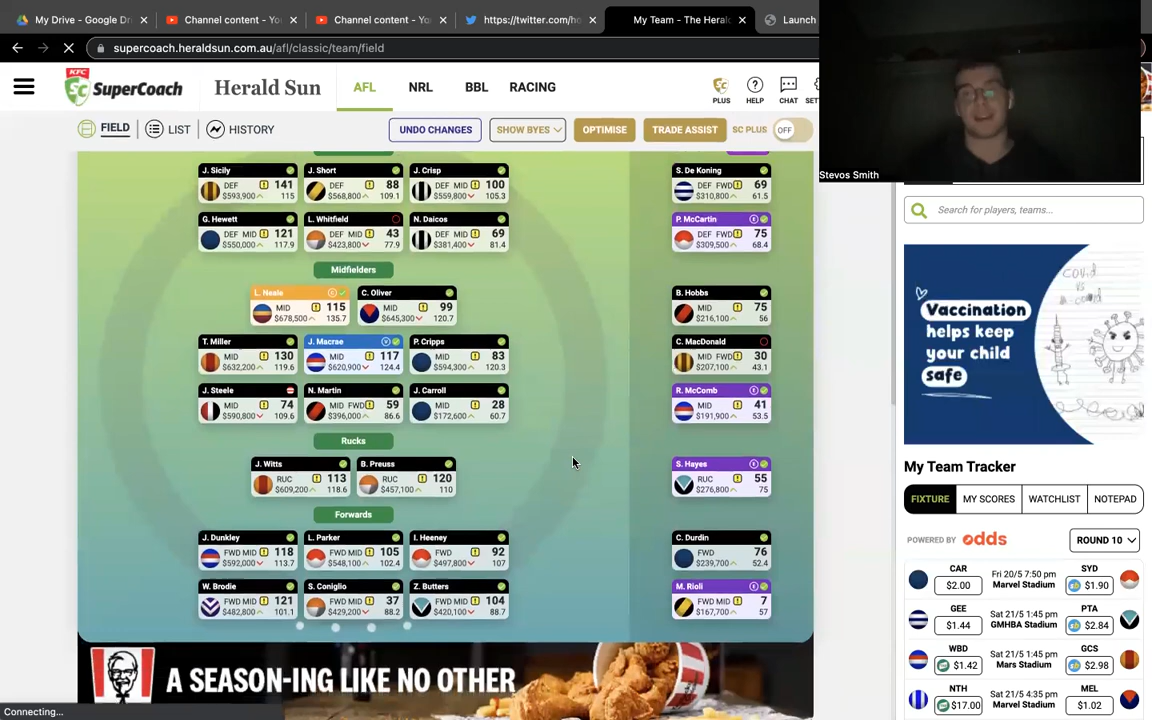 My Drive - Google Dr
Channel content - Yo
Channel content - Yo
https://twitter.com/ho
My Team - The Heral
Launch
supercoach.heraldsun.com.au/afl/classic/team/field
KFC
SC SUPERCOACH
Herald Sun
AFL
NRL
BBL
RACING
SC
PLUS
HELP
CHAT
SET
FIELD
LIST
HISTORY
UNDO CHANGES
SHOW BYES
OPTIMISE
TRADE ASSIST
SC PLUS
OFF
Stevos Smith
J. Sicily
DEF 141
$593,900 115
J. Short
DEF 88
$568,800 109.1
J. Crisp
DEF MID 100
$559,800 105.3
S. De Koning
DEF FWD 69
$310,800 61.5
G. Hewett
DEF MID 121
$550,000 117.9
L. Whitfield
DEF MID 43
$423,800 77.9
N. Daicos
DEF MID 69
$381,400 81.4
P. McCartin E
DEF FWD 75
$309,500 68.4
Midfielders
L. Neale C
MID 115
$678,500 135.7
C. Oliver
MID 99
$645,300 120.7
B. Hobbs
MID 75
$216,100 56
T. Miller
MID 130
$632,200 119.6
J. Macrae V
MID 117
$620,900 124.4
P. Cripps
MID 83
$594,300 120.3
C. MacDonald
MID 30
$207,100 43.1
J. Steele
MID 74
$590,800 109.6
N. Martin
MID FWD 59
$396,000 86.6
J. Carroll
MID 28
$172,600 60.7
R. McComb E
MID 41
$191,900 53.5
Rucks
J. Witts
RUC 113
$609,200 118.6
B. Preuss
RUC 120
$457,100 110
S. Hayes E
RUC 55
$276,800 75
Forwards
J. Dunkley
FWD MID 118
$592,000 113.7
L. Parker
FWD MID 105
$548,100 102.4
I. Heeney
FWD 92
$497,800 107
C. Durdin
FWD 76
$239,700 52.4
W. Brodie
FWD MID 121
$482,800 101.1
S. Coniglio
FWD MID 37
$429,200 88.2
Z. Butters
FWD MID 104
$420,100 88.7
M. Rioli E
FWD MID 7
$167,700 57
KFC
A SEASON-ING LIKE NO OTHER
Connecting...
Search for players, teams...
Vaccination
helps keep
your child
safe
My Team Tracker
FIXTURE
MY SCORES
WATCHLIST
NOTEPAD
POWERED BY odds
ROUND 10
CAR
$2.00
Fri 20/5 7:50 pm
Marvel Stadium
SYD
$1.90
GEE
$1.44
Sat 21/5 1:45 pm
GMHBA Stadium
PTA
$2.84
WBD
$1.42
Sat 21/5 1:45 pm
Mars Stadium
GCS
$2.98
NTH
$17.00
Sat 21/5 4:35 pm
Marvel Stadium
MEL
$1.02